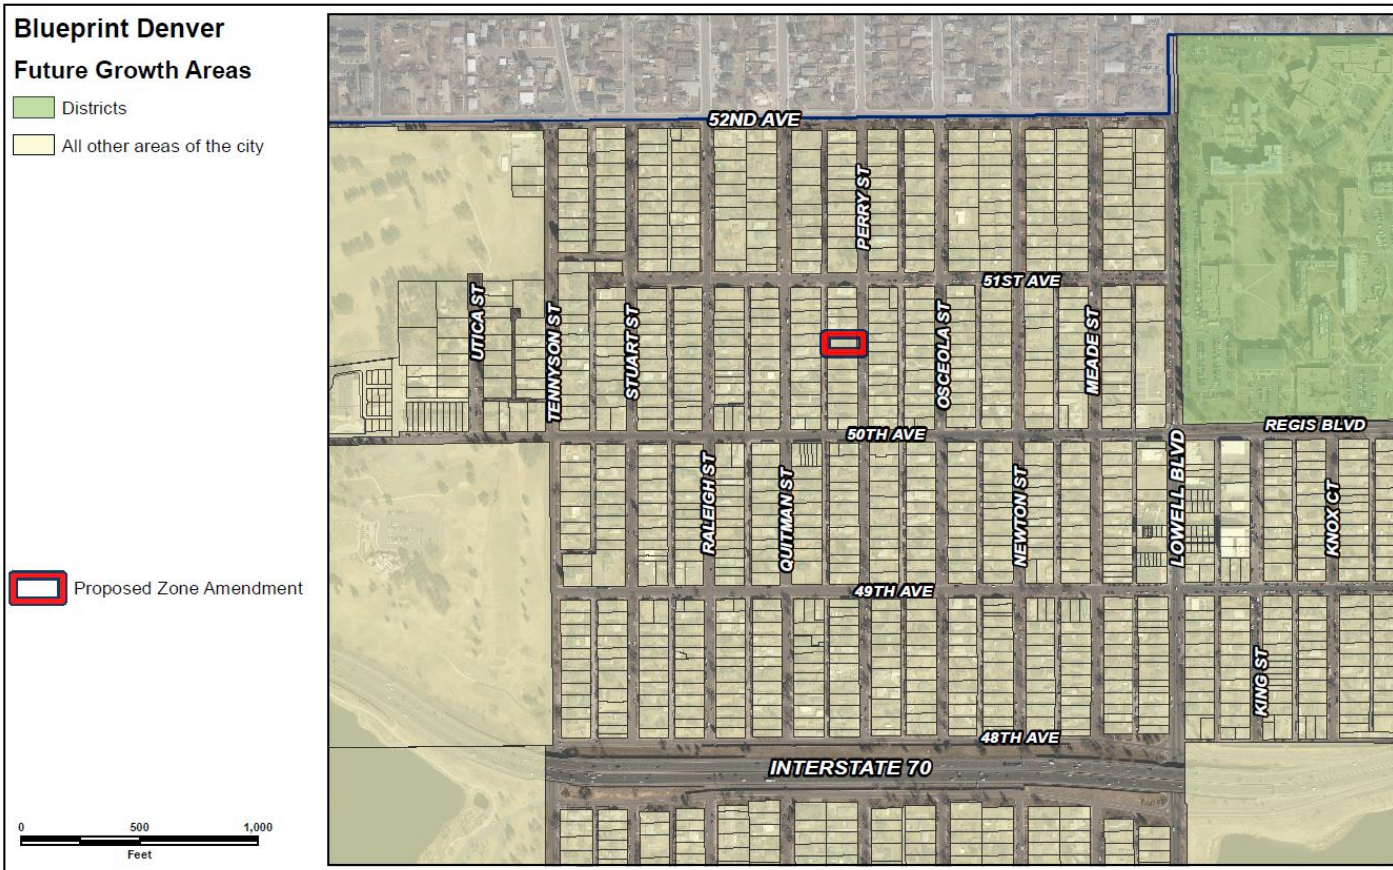 Blueprint Denver
Future Growth Areas
Districts
All other areas of the city
Proposed Zone Amendment
0 500 1,000
Feet
52ND AVE
PERRY ST
51ST AVE
UTICA ST
TENNYSON ST
STUART ST
OSCEOLA ST
MEADE ST
50TH AVE
REGIS BLVD
RALEIGH ST
QUITMAN ST
NEWTON ST
LOWELL BLVD
KNOX CT
49TH AVE
KING ST
48TH AVE
INTERSTATE 70